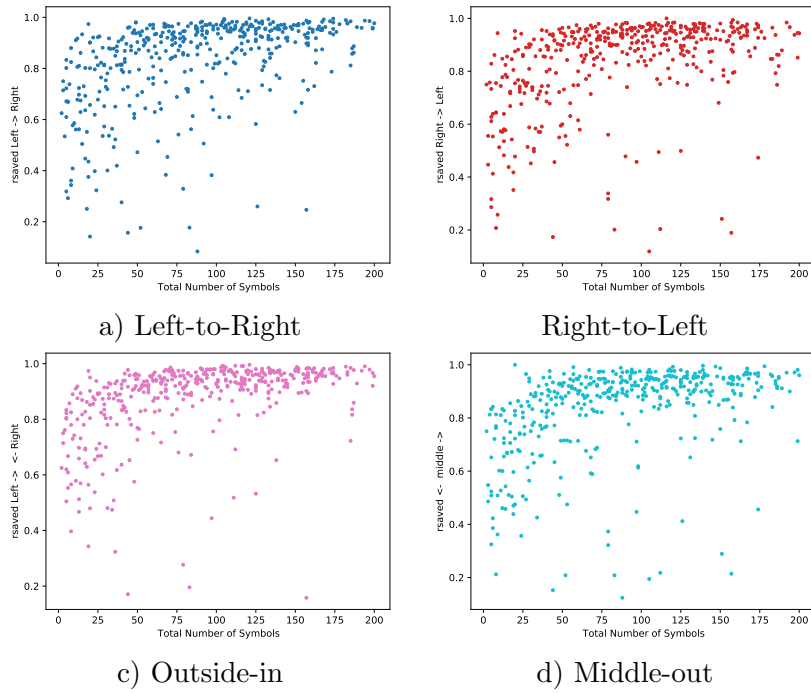 1.0
0.8
0.6
0.4
0.2
rsaved Left -> Right
0 25 50 75 100 125 150 175 200
Total Number of Symbols
a) Left-to-Right
1.0
0.8
0.6
0.4
0.2
rsaved Right -> Left
0 25 50 75 100 125 150 175 200
Total Number of Symbols
Right-to-Left
1.0
0.8
0.6
0.4
0.2
rsaved Left -> <- Right
0 25 50 75 100 125 150 175 200
Total Number of Symbols
c) Outside-in
1.0
0.8
0.6
0.4
0.2
rsaved <- middle ->
0 25 50 75 100 125 150 175 200
Total Number of Symbols
d) Middle-out